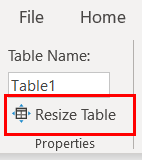 File Home
Table Name:
Table1
Resize Table
Properties